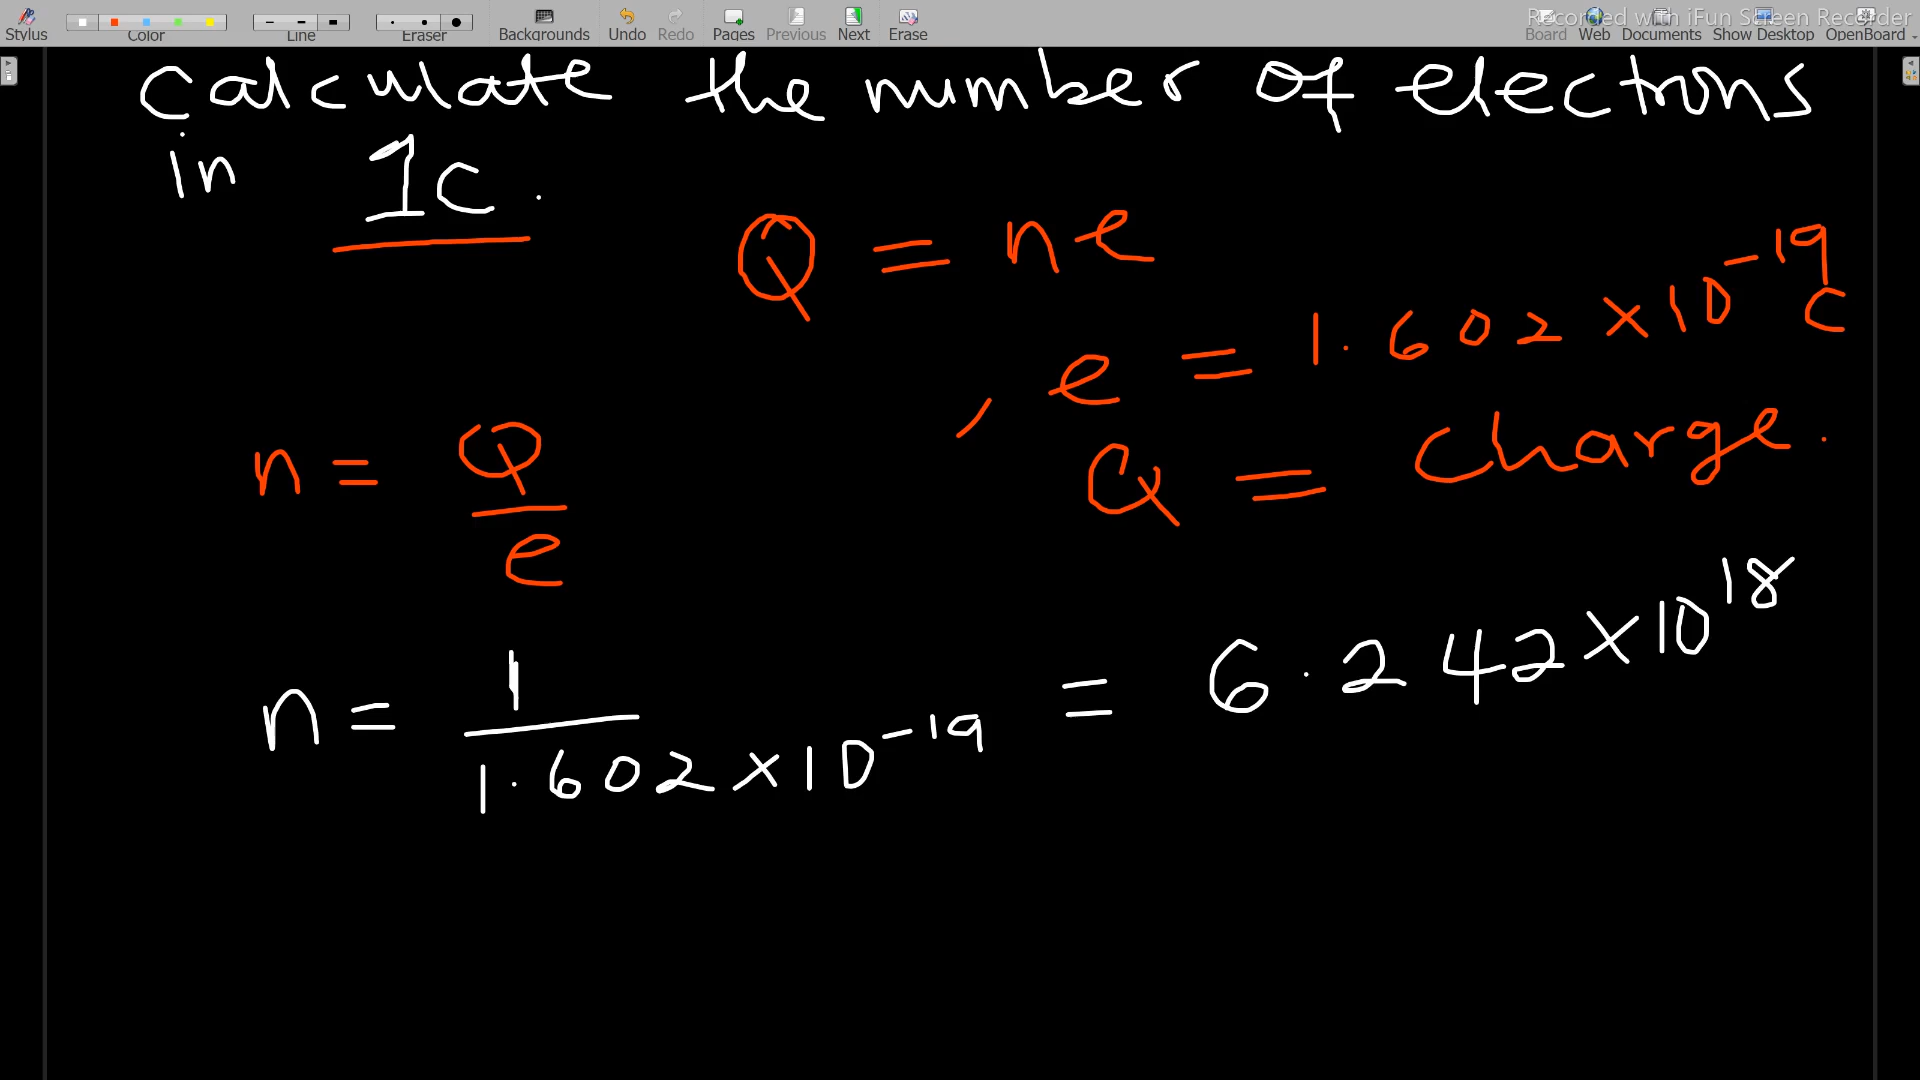 Stylus Color Line Eraser Backgrounds Undo Redo Pages Previous Next Erase Board Web Documents Show Desktop OpenBoard
Recorded with iFun Screen Recorder
Calculate the number of electrons
in 1C.
Q = ne
, e = 1.602 × 10⁻¹⁹ C
Q = Charge.
n = Q/e
n = 1/1.602 × 10⁻¹⁹ = 6.242 × 10¹⁸